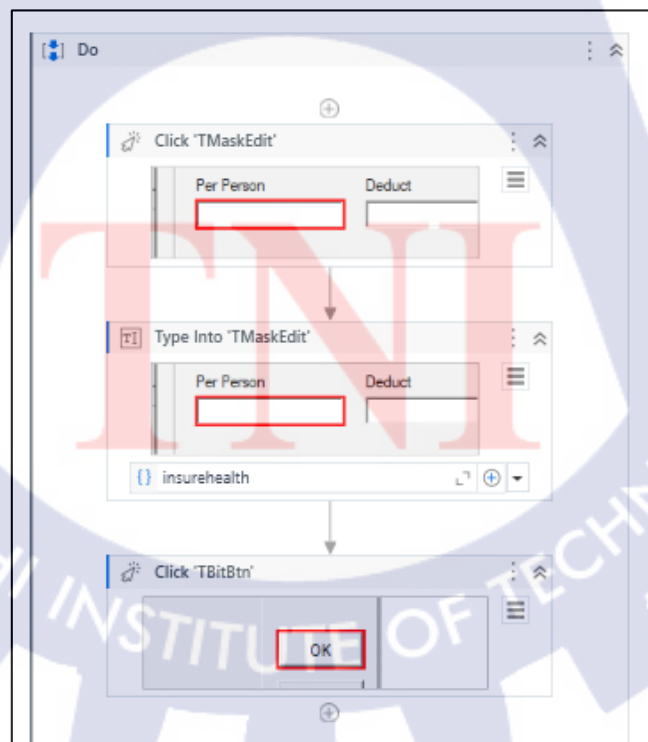 Do
Click 'TMaskEdit'
Per Person Deduct
TNI
Type Into 'TMaskEdit'
Per Person Deduct
{} insurehealth
Click 'TBitBtn'
OK
INSTITUTE OF TECHN